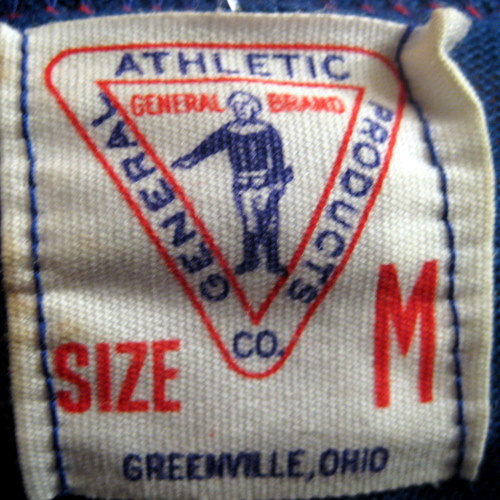 GENERAL ATHLETIC PRODUCTS CO.
GENERAL BRAND
SIZE M
GREENVILLE, OHIO